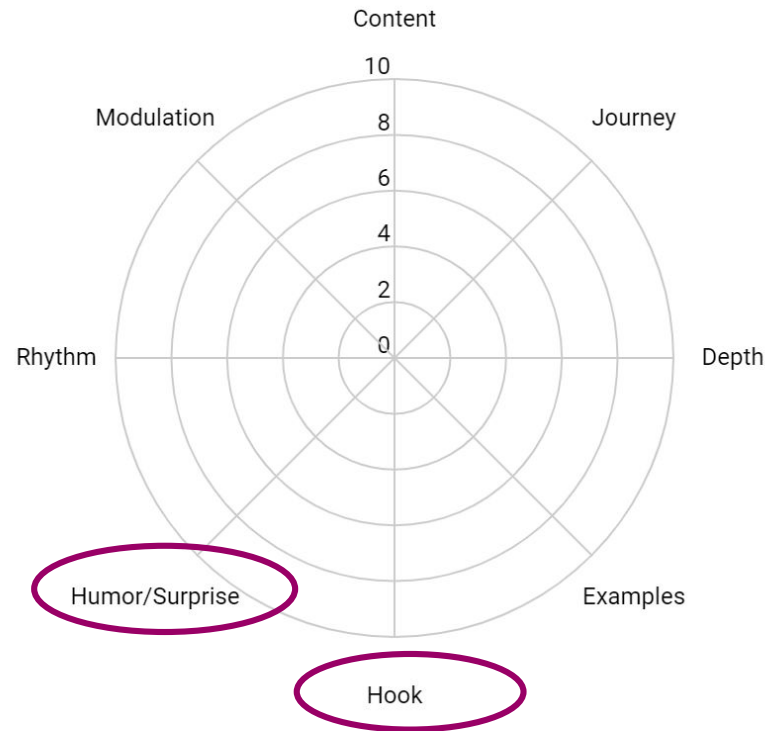 Content
10
Modulation
8
Journey
6
4
2
0
Rhythm
Depth
Humor/Surprise
Examples
Hook